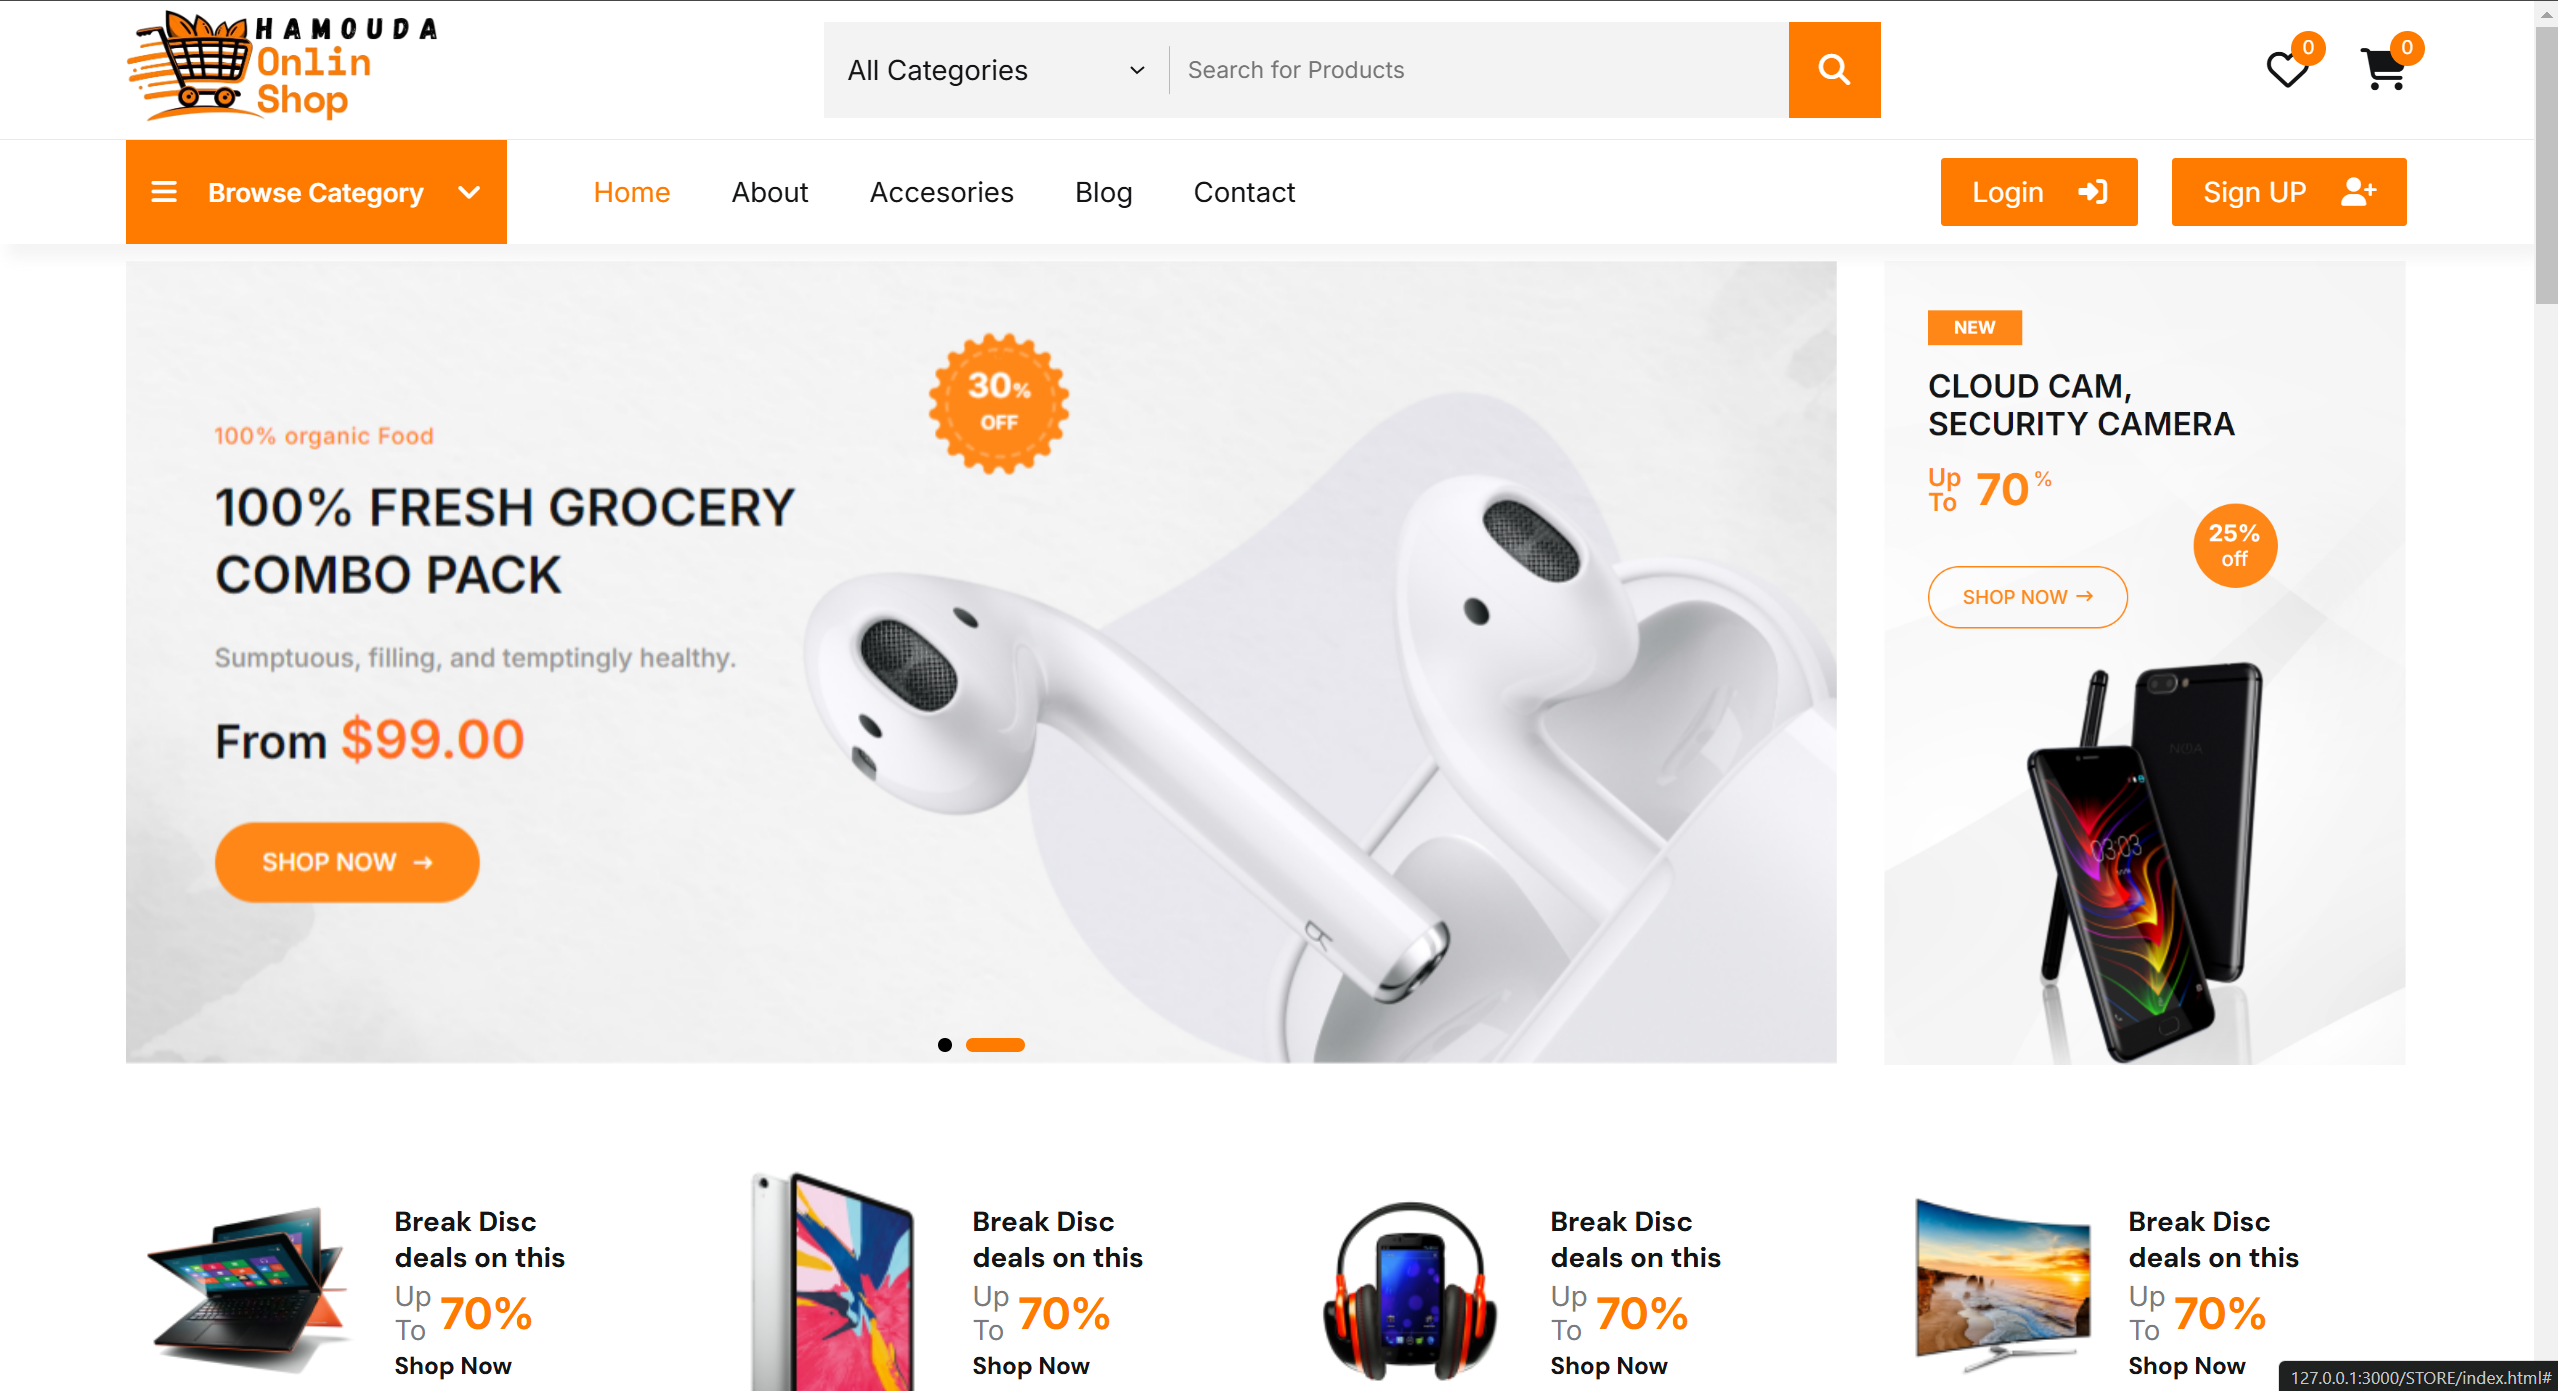 HAMOUDA
Onlin
Shop
All Categories
Search for Products
0
0
Browse Category
Home
About
Accesories
Blog
Contact
Login
Sign UP
30%
OFF
100% organic Food
100% FRESH GROCERY
COMBO PACK
Sumptuous, filling, and temptingly healthy.
From $99.00
SHOP NOW →
NEW
CLOUD CAM,
SECURITY CAMERA
Up
To
70%
25%
off
SHOP NOW →
NOA
03:03
Break Disc
deals on this
Up
To
70%
Shop Now
Break Disc
deals on this
Up
To
70%
Shop Now
Break Disc
deals on this
Up
To
70%
Shop Now
Break Disc
deals on this
Up
To
70%
Shop Now
127.0.0.1:3000/STORE/index.html#